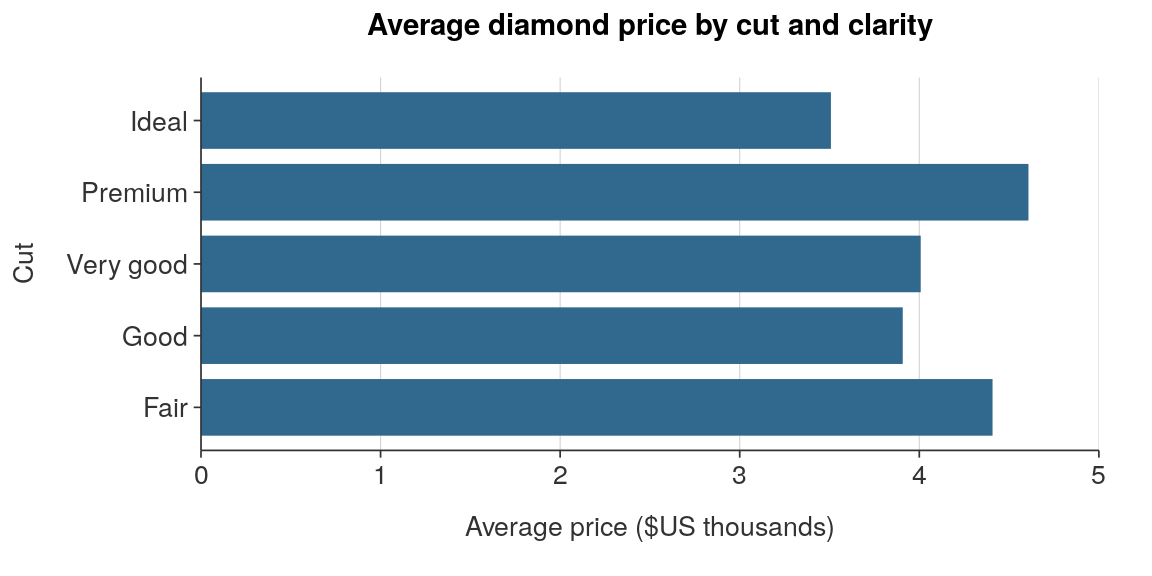 Average diamond price by cut and clarity
Cut
Ideal
Premium
Very good
Good
Fair
0 1 2 3 4 5
Average price ($US thousands)